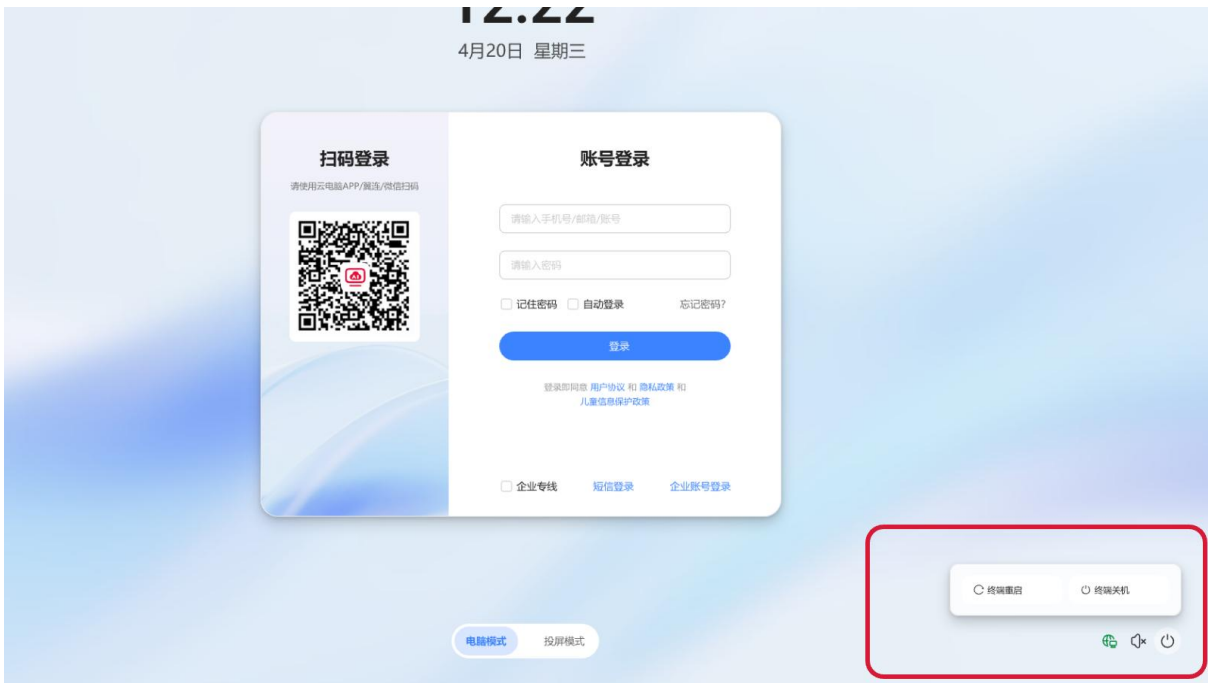 12:22
4月20日 星期三
扫码登录
请使用云电脑APP/翼连/微信扫码
账号登录
请输入手机号/邮箱/账号
请输入密码
记住密码 自动登录 忘记密码?
登录
登录即同意 用户协议 和 隐私政策 和
儿童信息保护政策
企业专线 短信登录 企业账号登录
终端重启 终端关机
电脑模式 投屏模式